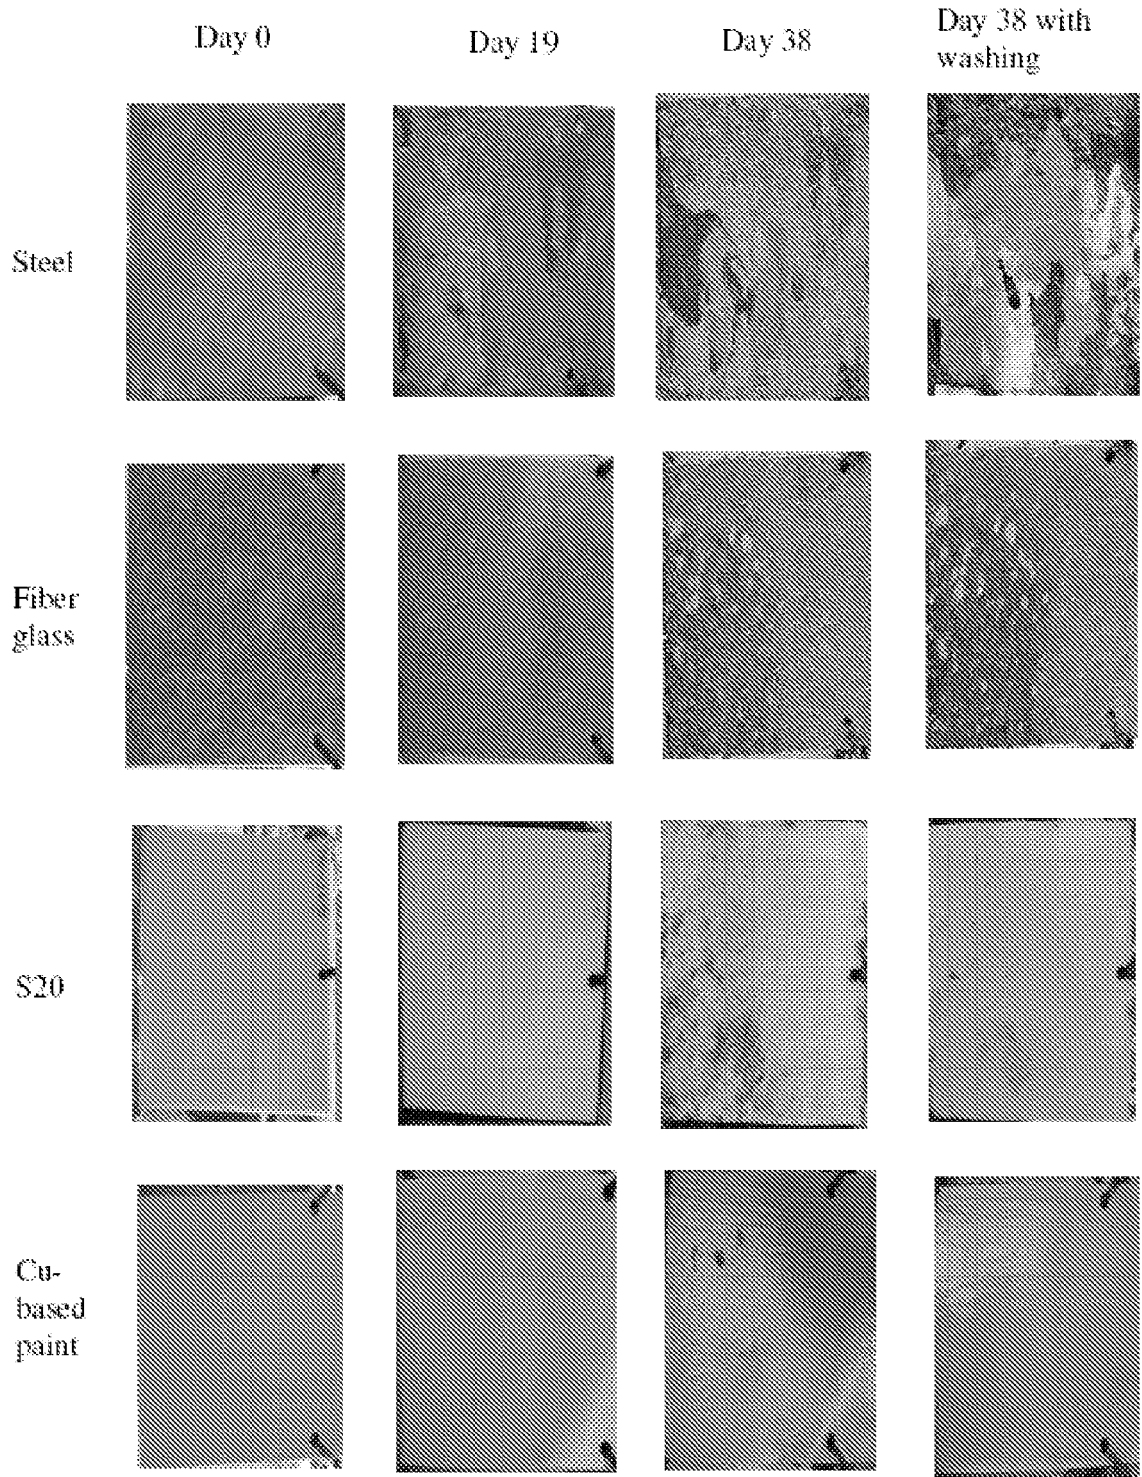 Day 0
Day 19
Day 38
Day 38 with
washing
Steel
Fiber
glass
S20
Cu-
based
paint